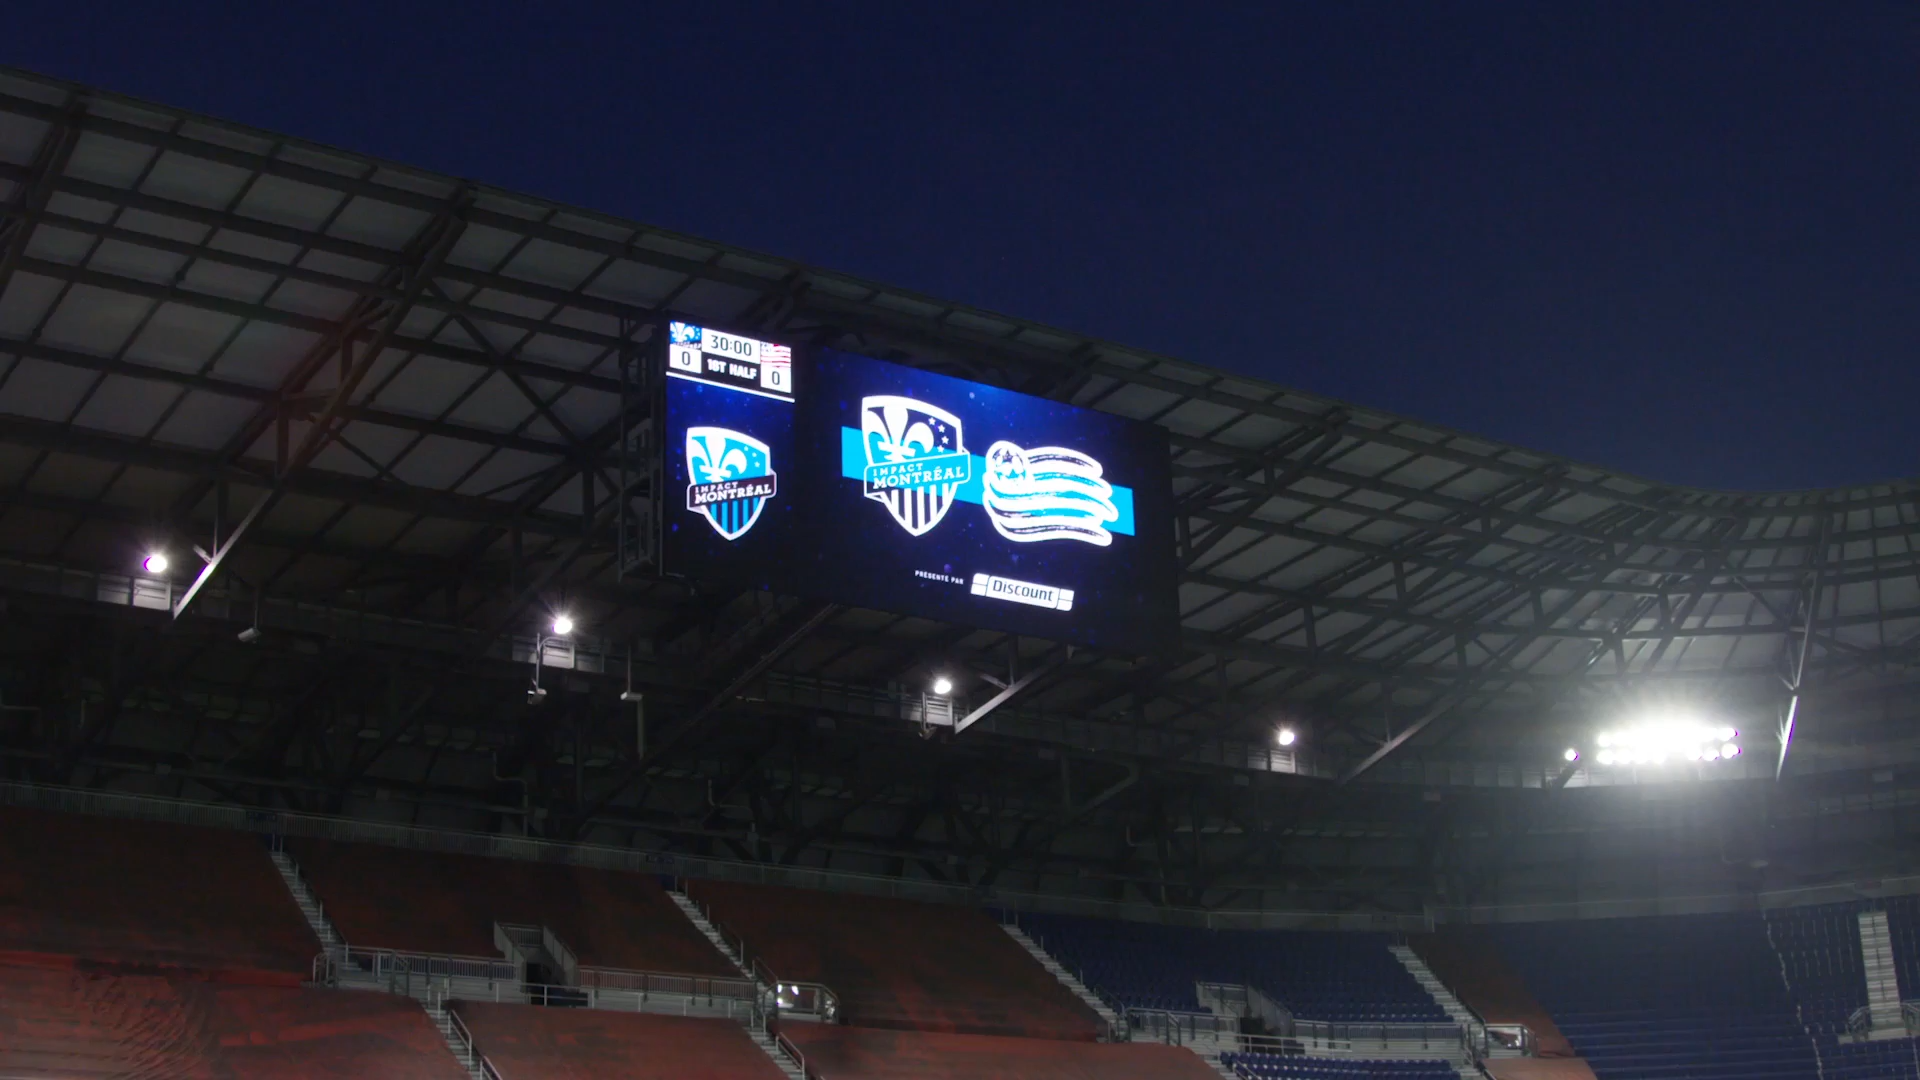 30:00
0
1ST HALF
0
IMPACT
MONTRÉAL
IMPACT
MONTRÉAL
PRÉSENTÉ PAR
Discount